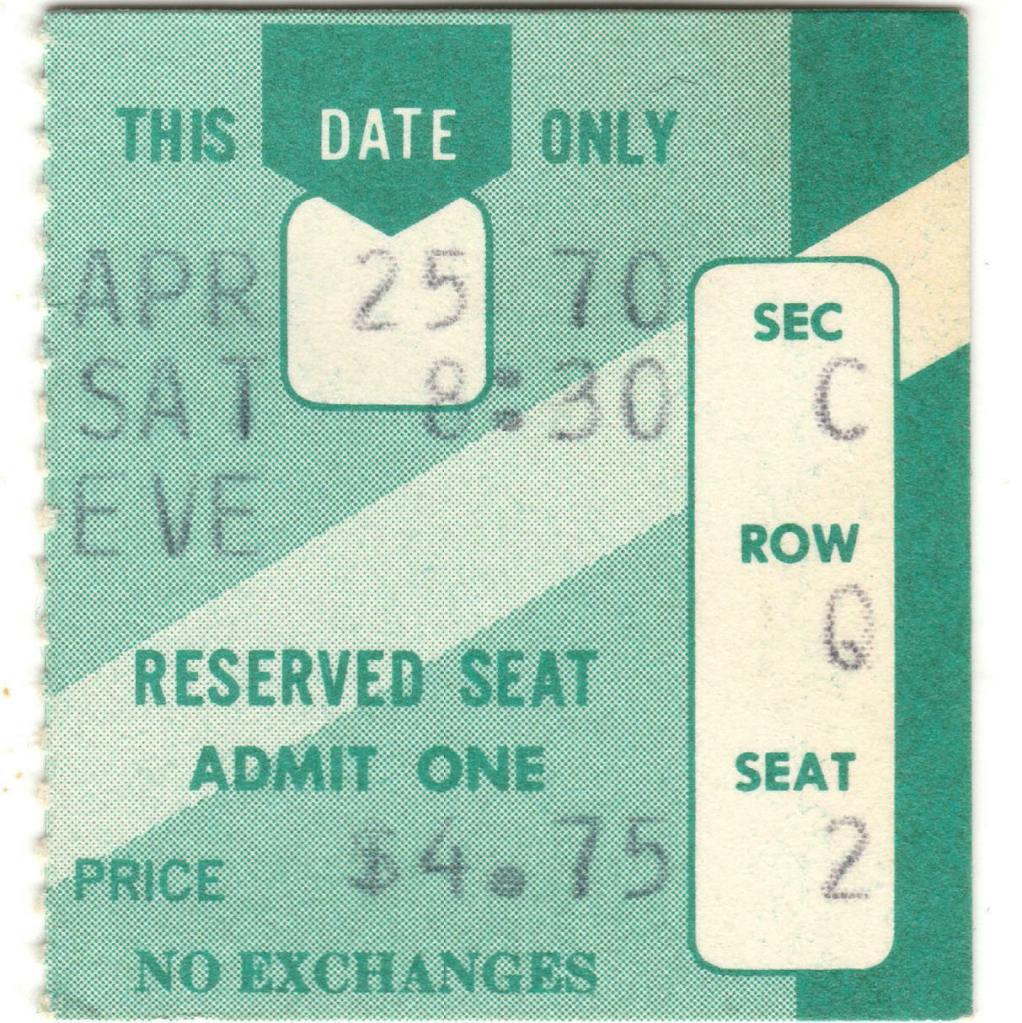 THIS DATE ONLY
APR 25 70
SAT 8:30
EVE
SEC
C
ROW
Q
SEAT
2
RESERVED SEAT
ADMIT ONE
PRICE $4.75
NO EXCHANGES